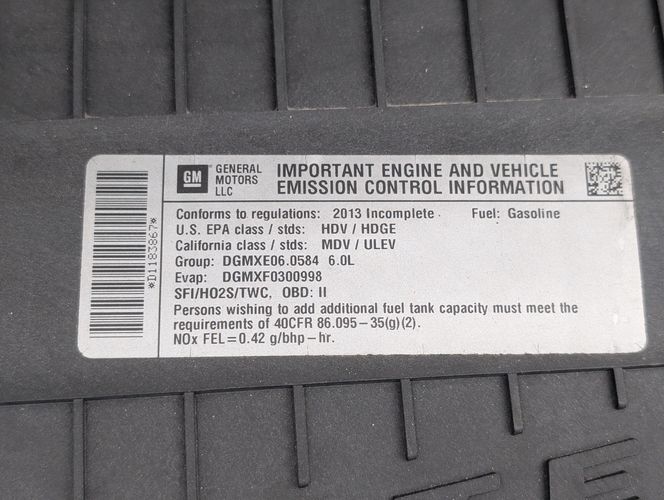 GM GENERAL MOTORS LLC
IMPORTANT ENGINE AND VEHICLE
EMISSION CONTROL INFORMATION
*D1183867*
Conforms to regulations: 2013 Incomplete Fuel: Gasoline
U.S. EPA class / stds: HDV / HDGE
California class / stds: MDV / ULEV
Group: DGMXE06.0584 6.0L
Evap: DGMXF0300998
SFI/HO2S/TWC, OBD: II
Persons wishing to add additional fuel tank capacity must meet the
requirements of 40CFR 86.095–35(g)(2).
NOx FEL=0.42 g/bhp–hr.